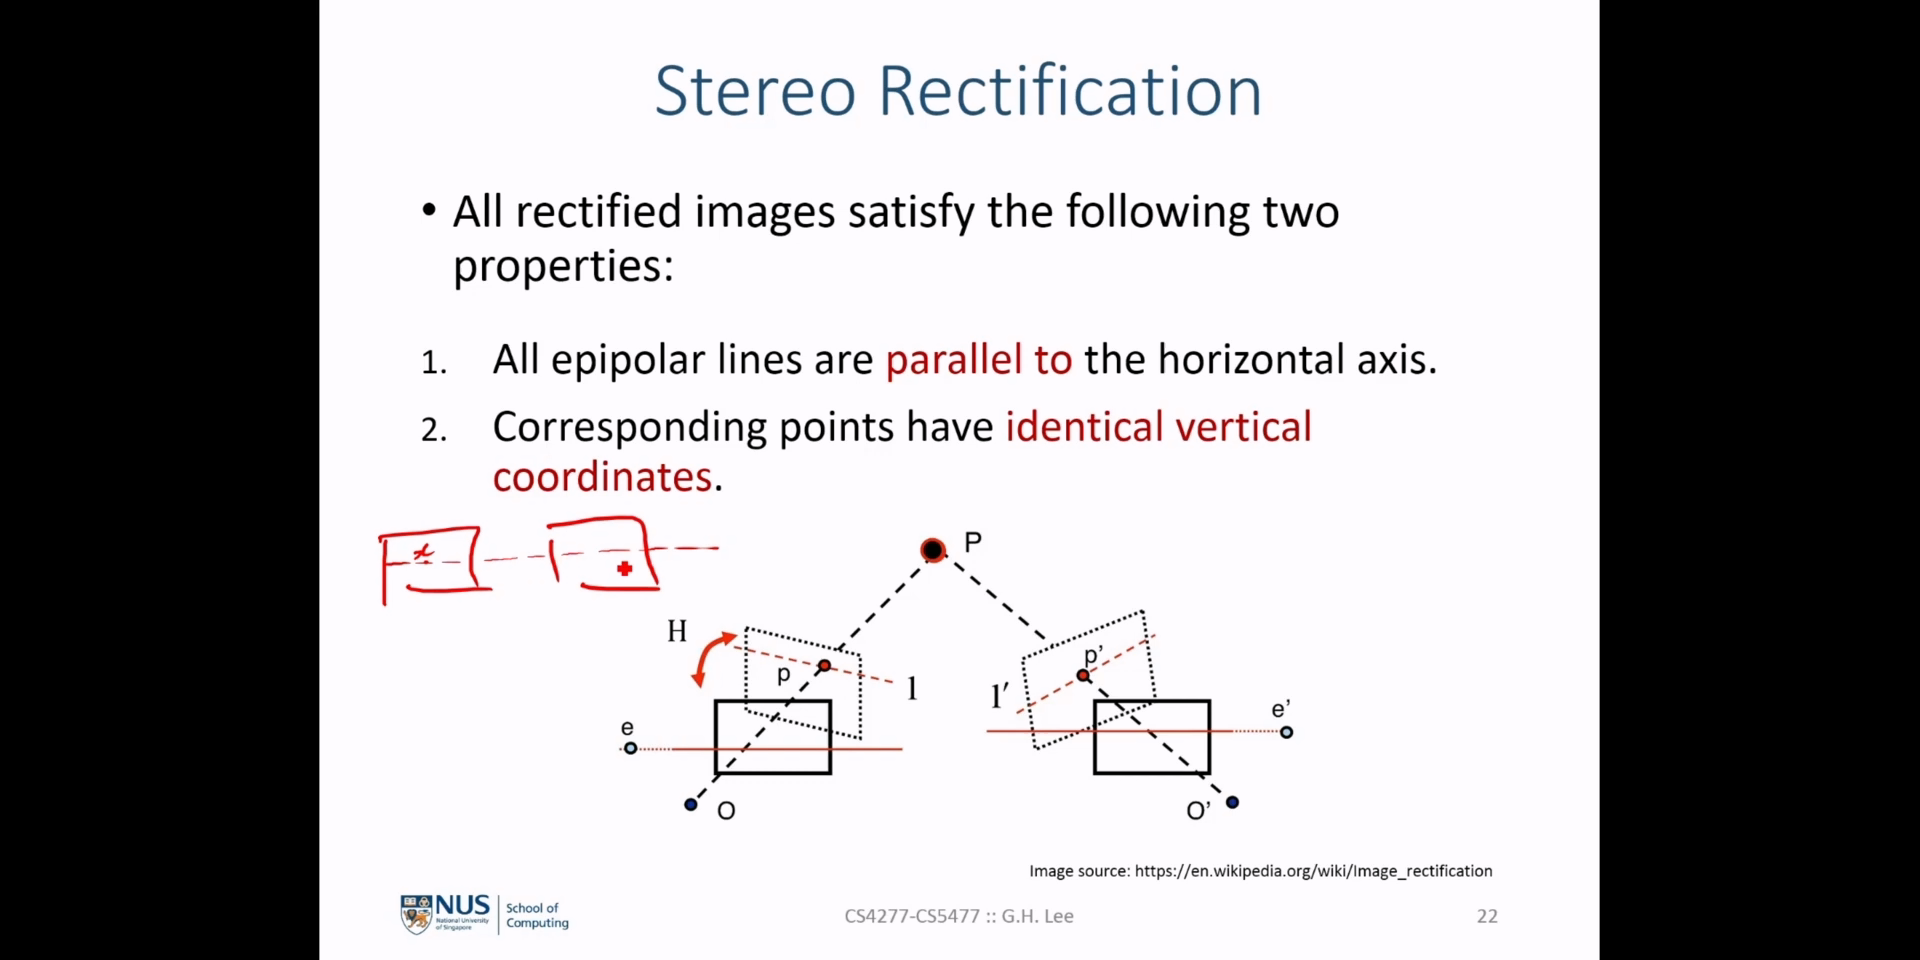 Stereo Rectification
• All rectified images satisfy the following two
properties:
1. All epipolar lines are parallel to the horizontal axis.
2. Corresponding points have identical vertical
coordinates.
x
P
H
p
l
p'
l'
e
e'
O
O'
Image source: https://en.wikipedia.org/wiki/Image_rectification
NUS
National University
of Singapore
School of
Computing
CS4277-CS5477 :: G.H. Lee
22